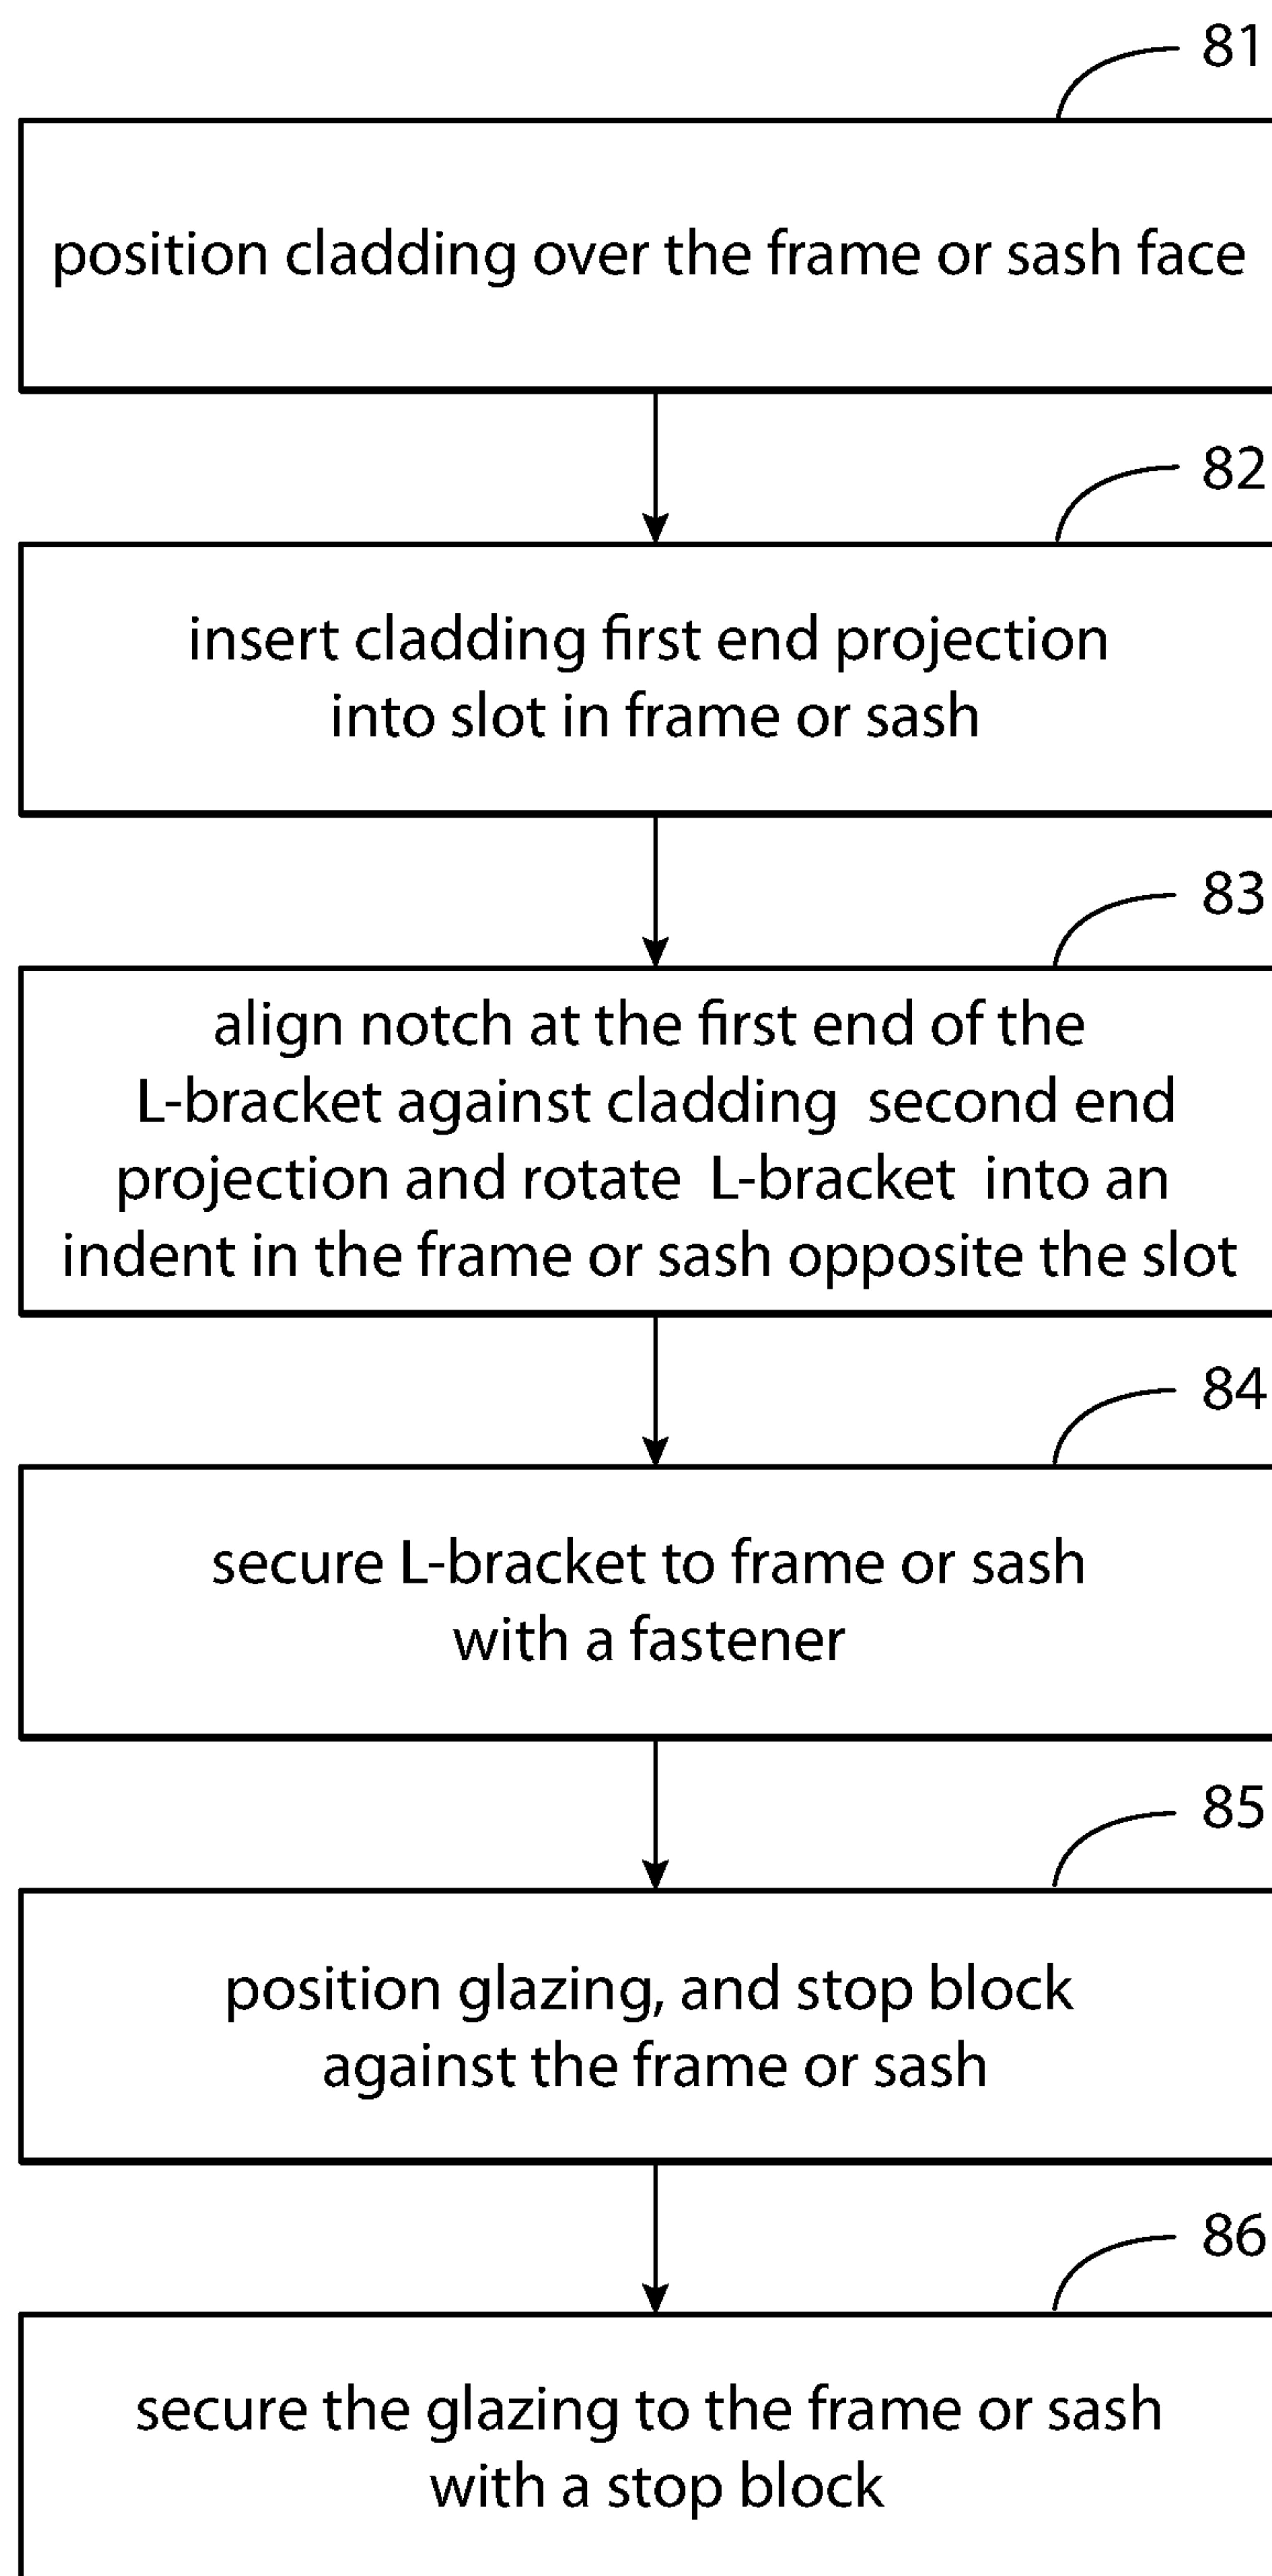 81
position cladding over the frame or sash face
82
insert cladding first end projection
into slot in frame or sash
83
align notch at the first end of the
L-bracket against cladding second end
projection and rotate L-bracket into an
indent in the frame or sash opposite the slot
84
secure L-bracket to frame or sash
with a fastener
85
position glazing, and stop block
against the frame or sash
86
secure the glazing to the frame or sash
with a stop block